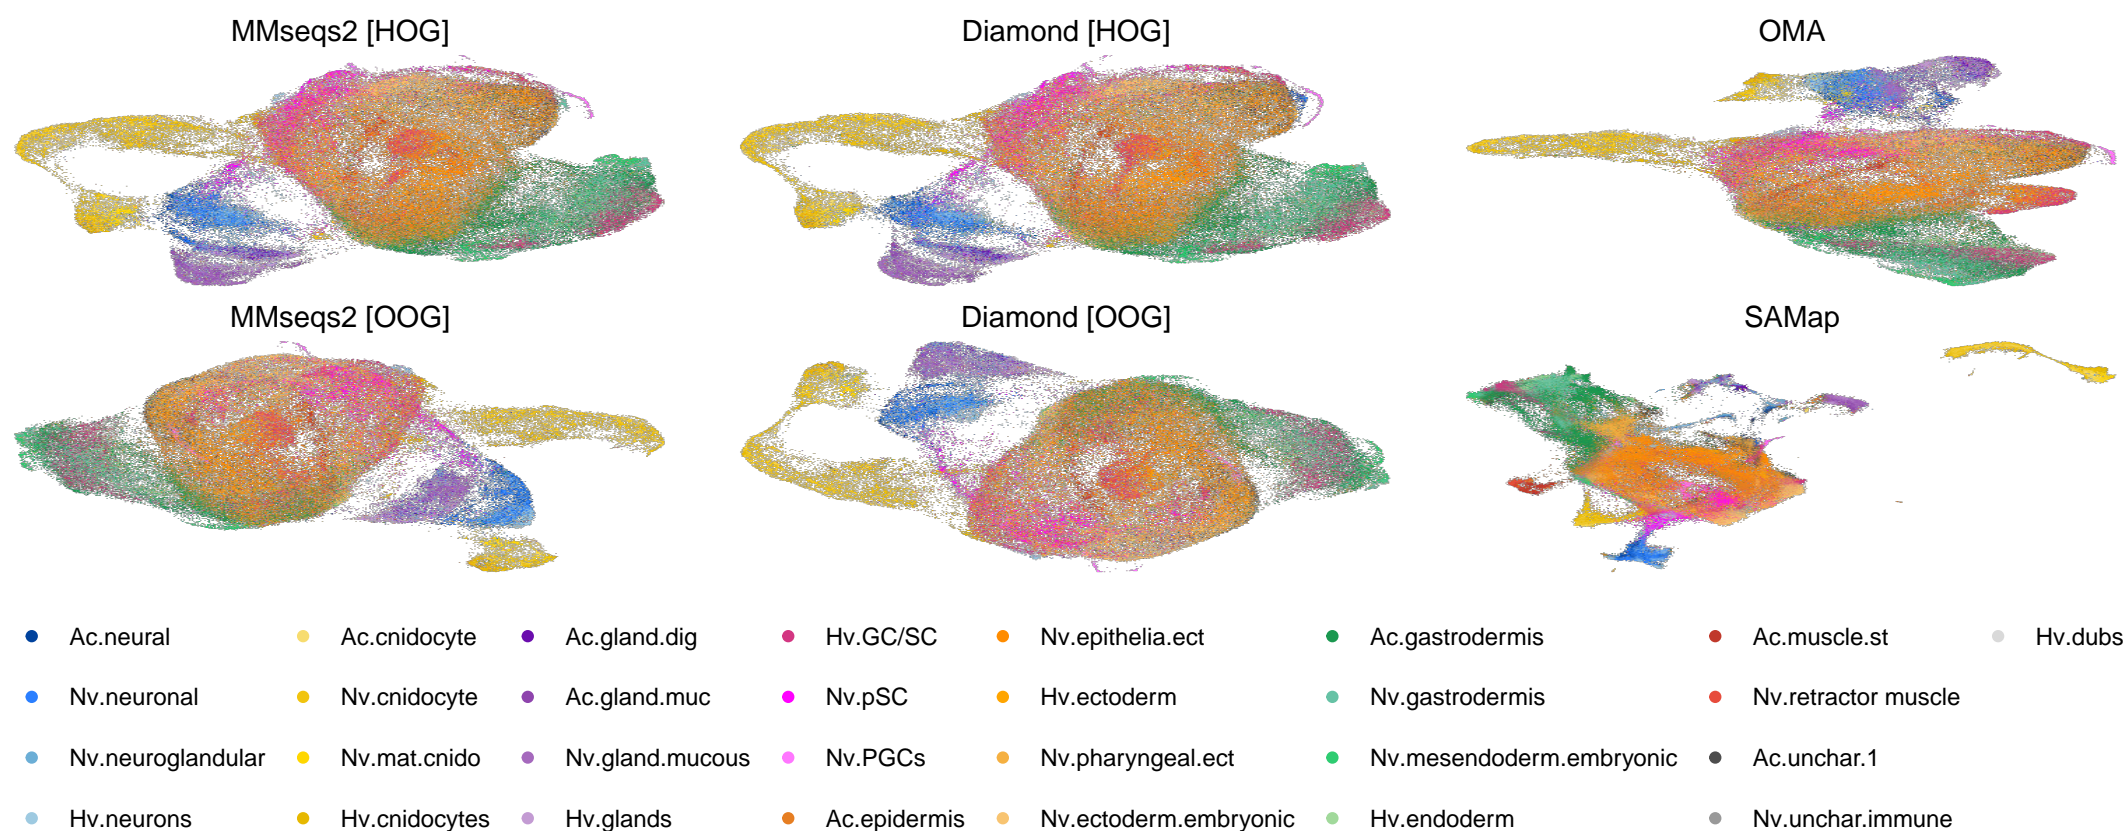 MMseqs2 [HOG] Diamond [HOG] OMA
MMseqs2 [OOG] Diamond [OOG] SAMap
Ac.neural Ac.cnidocyte Ac.gland.dig Hv.GC/SC Nv.epithelia.ect Ac.gastrodermis Ac.muscle.st Hv.dubs
Nv.neuronal Nv.cnidocyte Ac.gland.muc Nv.pSC Hv.ectoderm Nv.gastrodermis Nv.retractor muscle
Nv.neuroglandular Nv.mat.cnido Nv.gland.mucous Nv.PGCs Nv.pharyngeal.ect Nv.mesendoderm.embryonic Ac.unchar.1
Hv.neurons Hv.cnidocytes Hv.glands Ac.epidermis Nv.ectoderm.embryonic Hv.endoderm Nv.unchar.immune